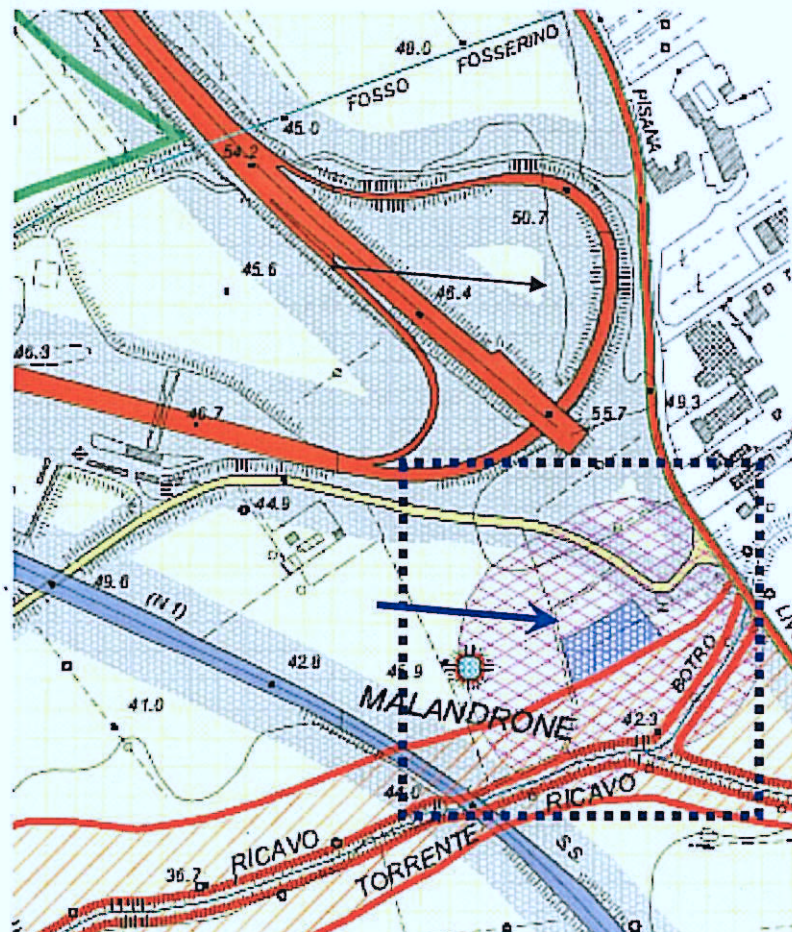 48.0
FOSSO FOSSERINO
45.0
PISANA
54.2
50.7
45.6
46.4
46.3
46.7
55.7
49.3
44.9
49.6
(N 1)
42.8
45.9
BOTRO
41.0
MALANDRONE
42.3
44.0
RICAVO
RICAVO
TORRENTE
SS
36.7